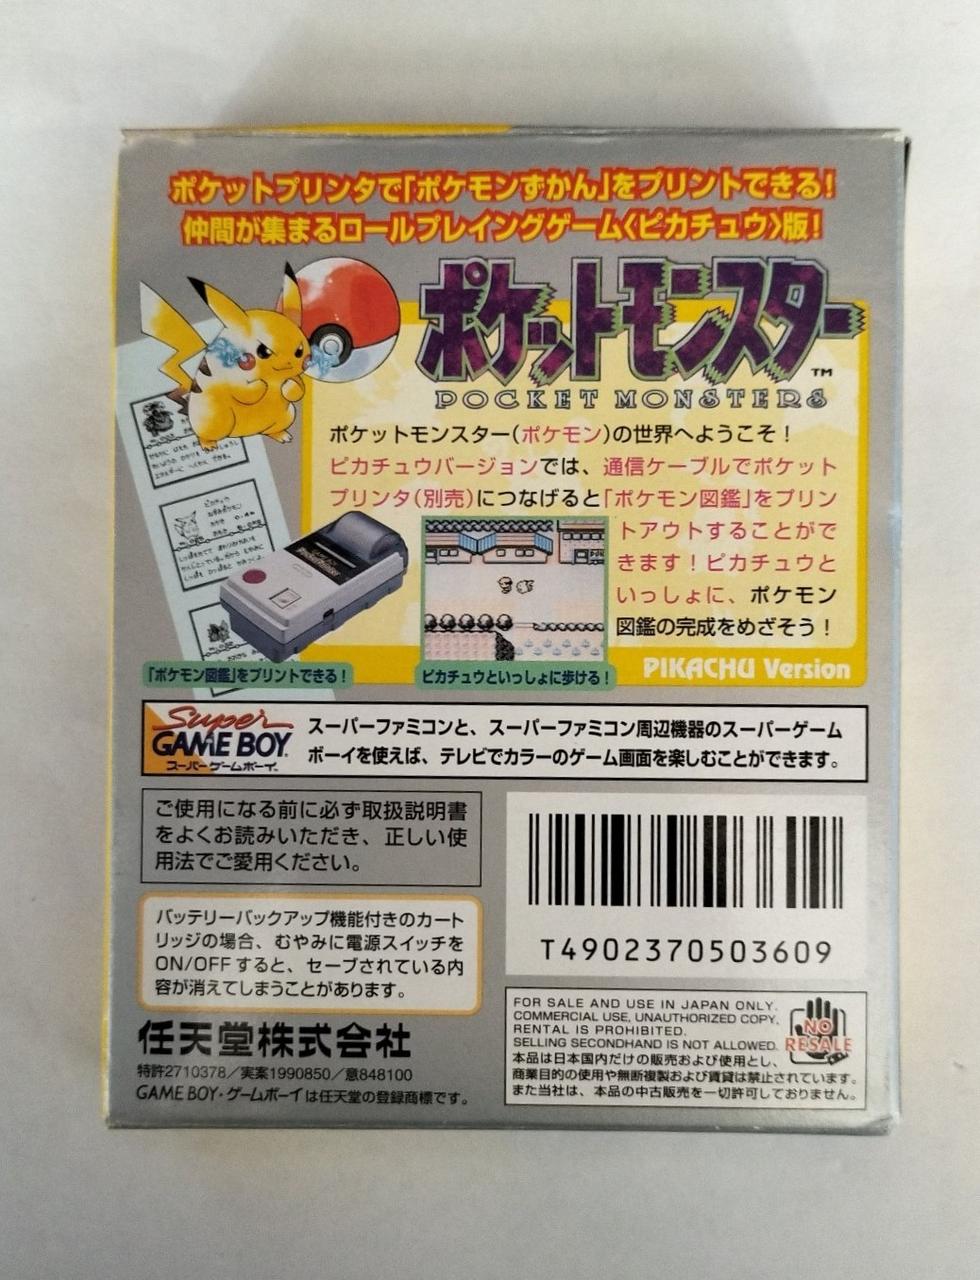 ポケットプリンタで「ポケモンずかん」をプリントできる!
仲間が集まるロールプレイングゲーム〈ピカチュウ〉版!
ポケットモンスター
TM
POCKET MONSTERS
ポケットモンスター(ポケモン)の世界へようこそ!
ピカチュウバージョンでは、通信ケーブルでポケット
プリンタ(別売)につなげると「ポケモン図鑑」をプリン
トアウトすることがで
きます!ピカチュウと
いっしょに、ポケモン
図鑑の完成をめざそう!
PIKACHU Version
ピカチュウ
「ポケモン図鑑」をプリントできる!
ピカチュウといっしょに歩ける!
Super
GAME BOY
スーパーゲームボーイ
スーパーファミコンと、スーパーファミコン周辺機器のスーパーゲーム
ボーイを使えば、テレビでカラーのゲーム画面を楽しむことができます。
ご使用になる前に必ず取扱説明書
をよくお読みいただき、正しい使
用法でご愛用ください。
バッテリーバックアップ機能付きのカート
リッジの場合、むやみに電源スイッチを
ON/OFFすると、セーブされている内
容が消えてしまうことがあります。
任天堂株式会社
特許2710378/実案1990850/意848100
GAME BOY・ゲームボーイは任天堂の登録商標です。
T4902370503609
FOR SALE AND USE IN JAPAN ONLY.
COMMERCIAL USE, UNAUTHORIZED COPY,
RENTAL IS PROHIBITED.
SELLING SECONDHAND IS NOT ALLOWED.
NO
RESALE
本品は日本国内だけの販売および使用とし、
商業目的の使用や無断複製および賃貸は禁止されています。
また当社は、本品の中古販売を一切許可しておりません。